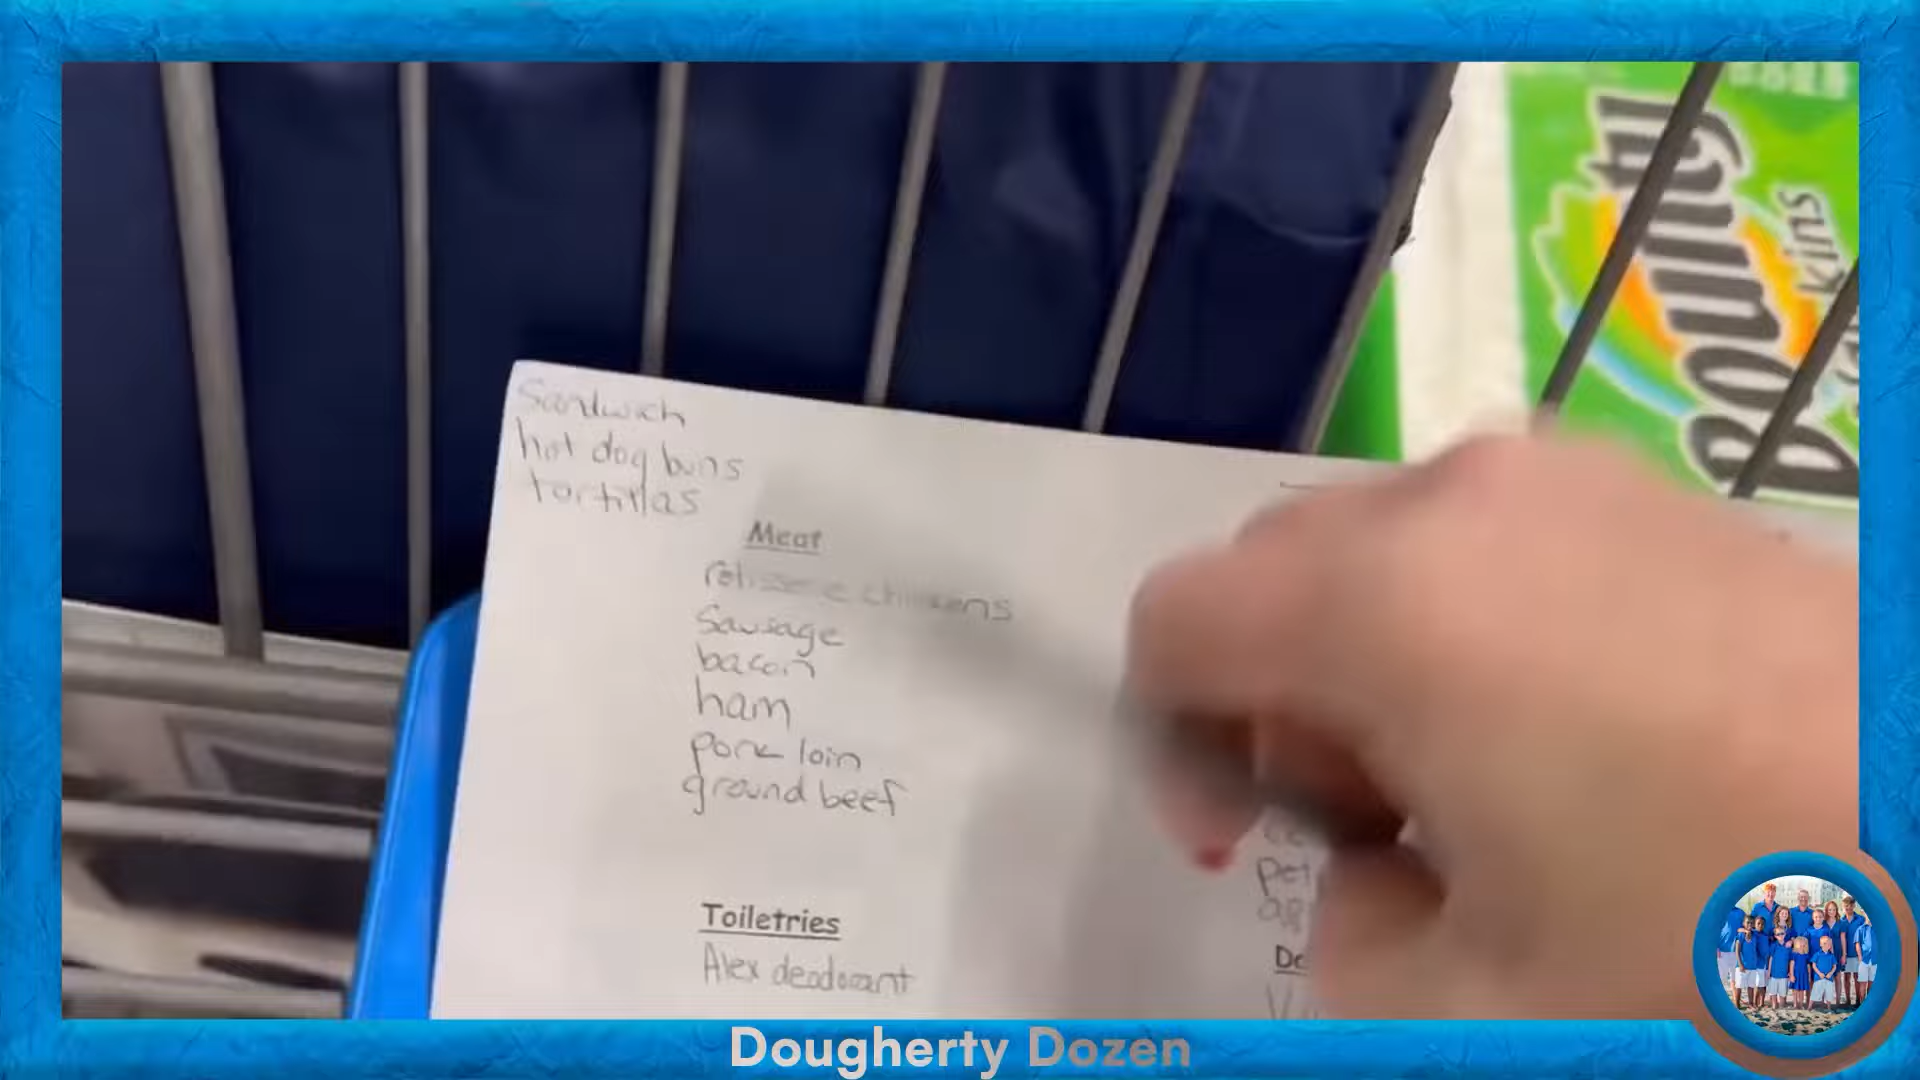 Sandwich
hot dog buns
tortillas
Meat
rotisserie chickens
Sausage
bacon
ham
pork loin
ground beef
Toiletries
Alex deodorant
Bounty
Dougherty Dozen